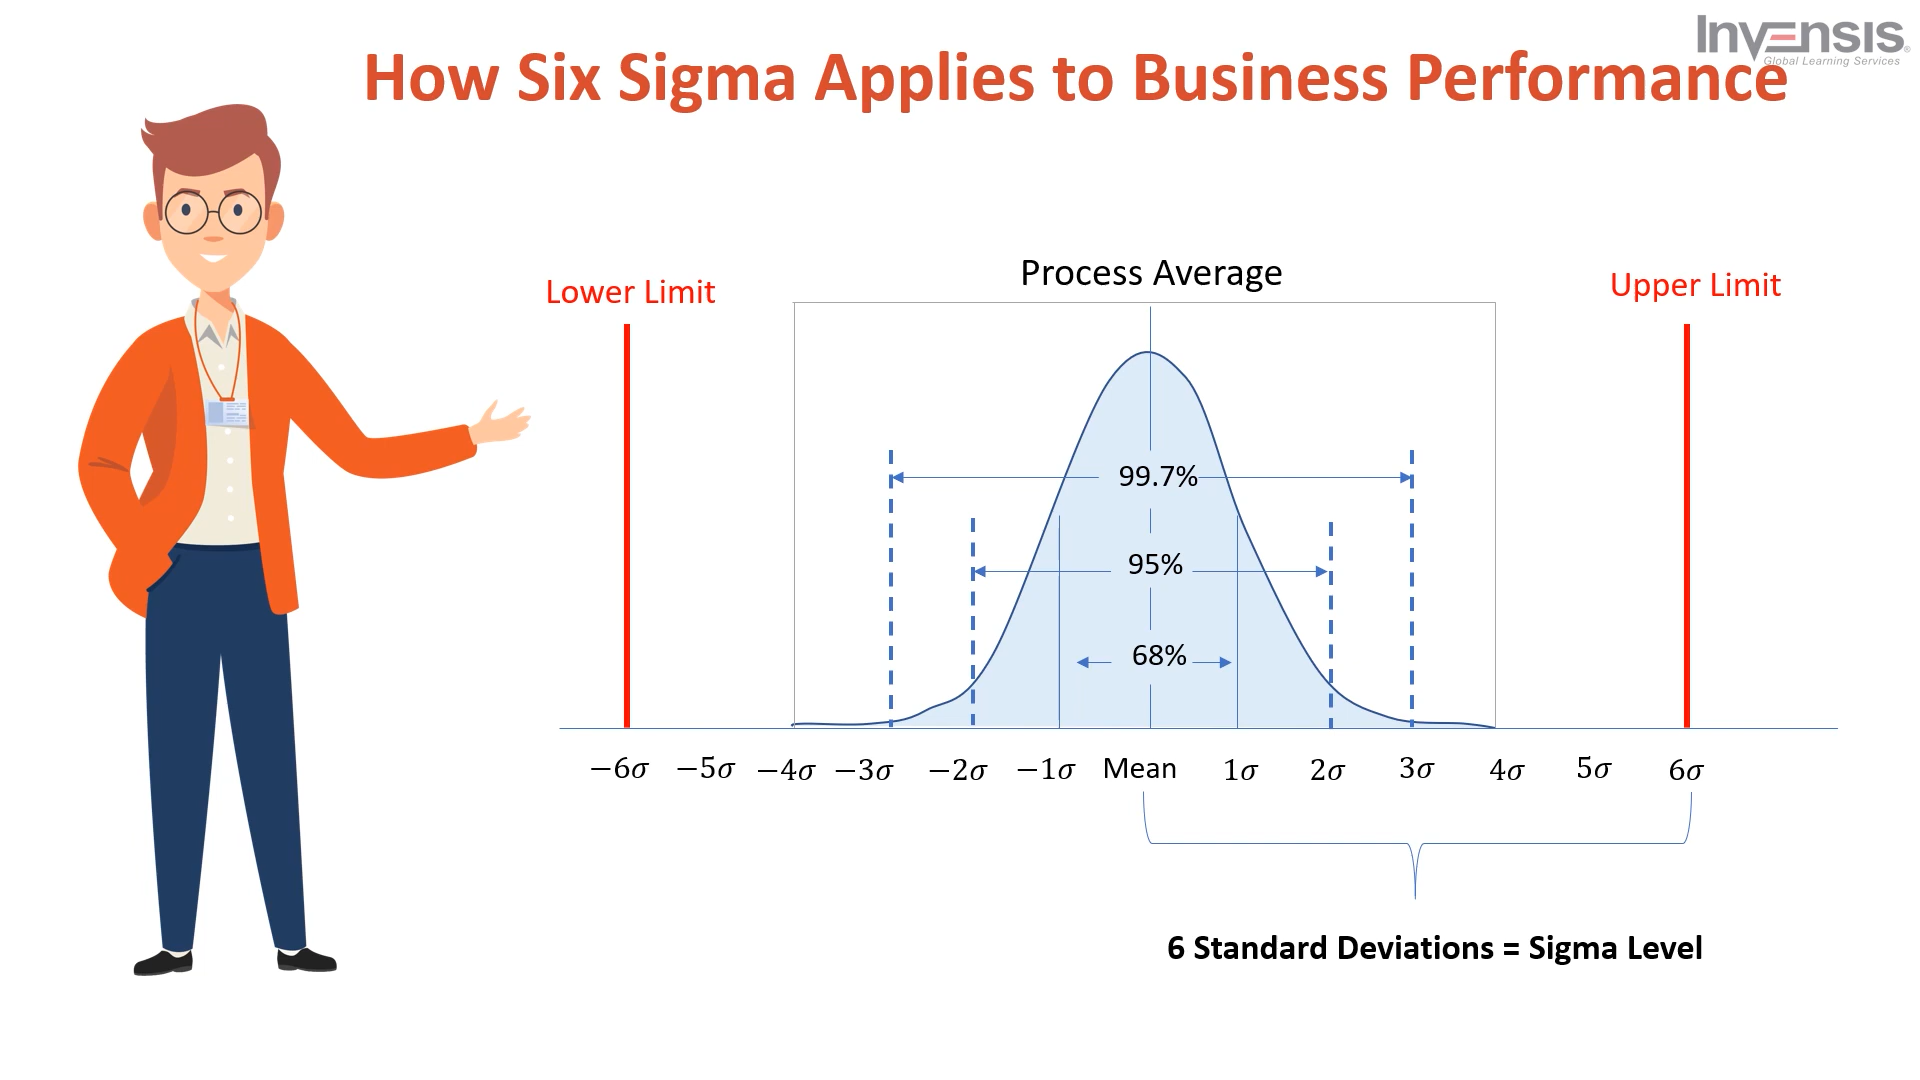 Invensis
Global Learning Services
How Six Sigma Applies to Business Performance
Process Average
Lower Limit
Upper Limit
99.7%
95%
68%
−6σ −5σ −4σ −3σ −2σ −1σ Mean 1σ 2σ 3σ 4σ 5σ 6σ
6 Standard Deviations = Sigma Level